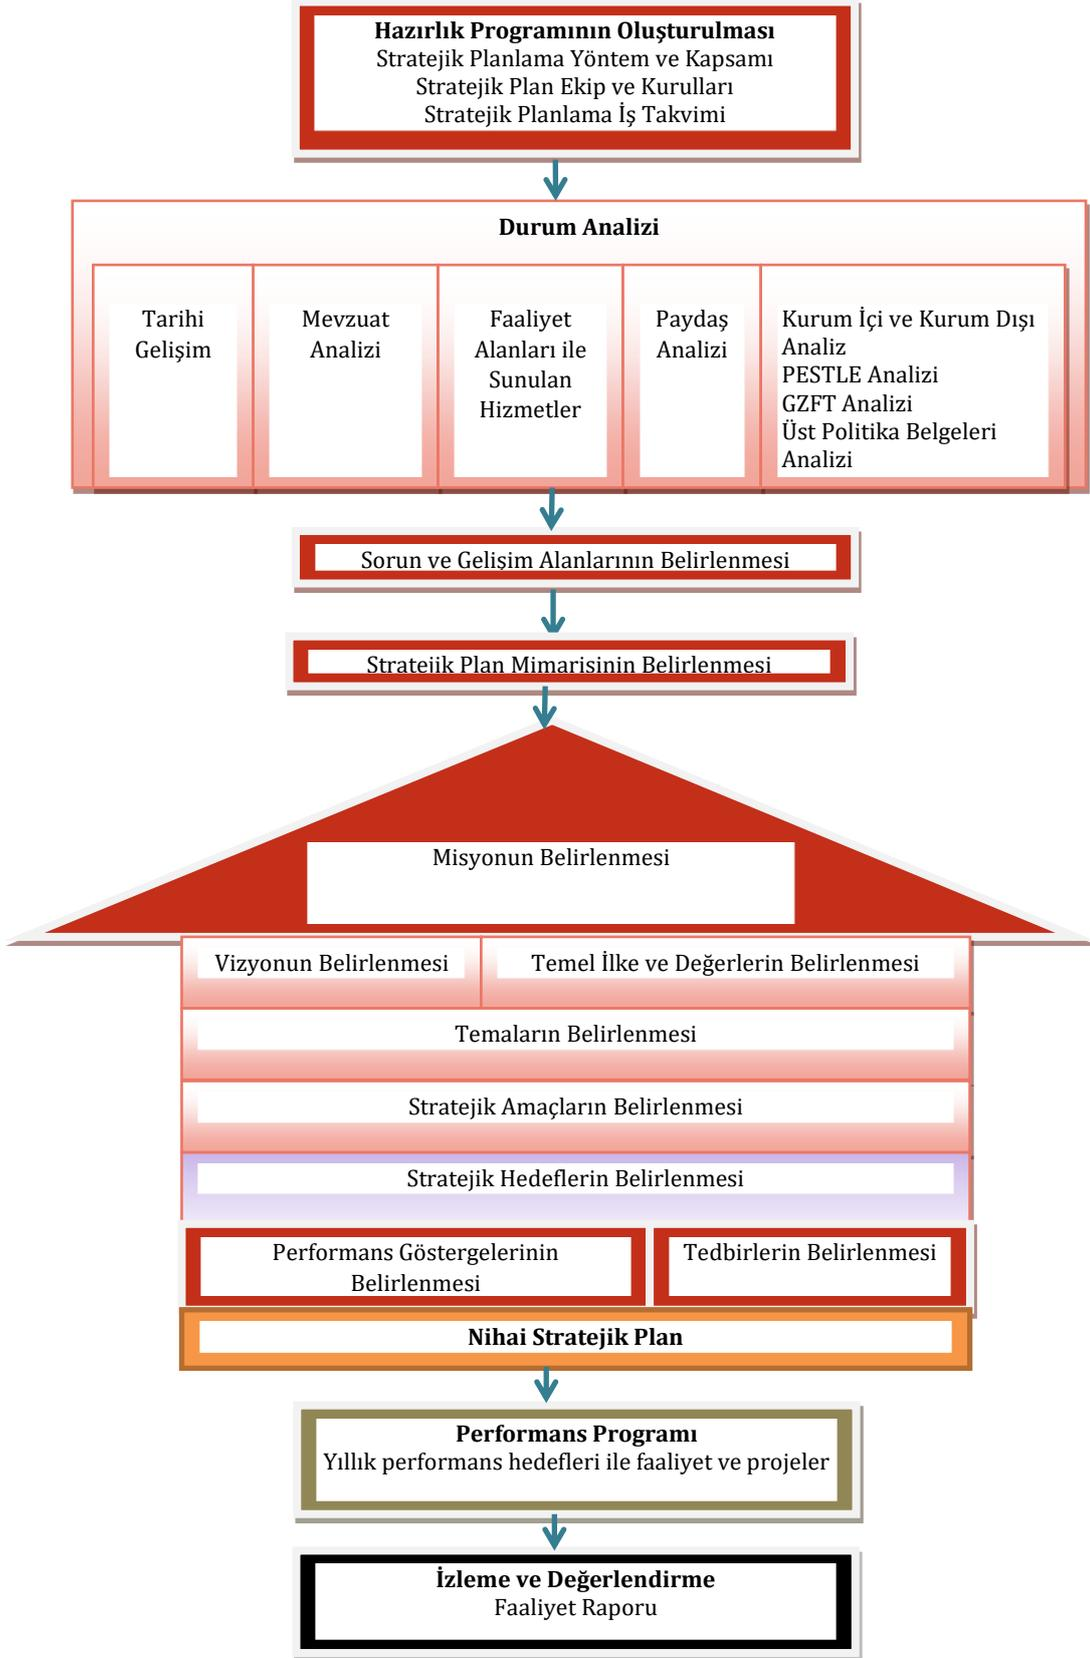 Hazırlık Programının Oluşturulması
Stratejik Planlama Yöntem ve Kapsamı
Stratejik Plan Ekip ve Kurulları
Stratejik Planlama İş Takvimi
Durum Analizi
Tarihi
Gelişim
Mevzuat
Analizi
Faaliyet
Alanları ile
Sunulan
Hizmetler
Paydaş
Analizi
Kurum İçi ve Kurum Dışı
Analiz
PESTLE Analizi
GZFT Analizi
Üst Politika Belgeleri
Analizi
Sorun ve Gelişim Alanlarının Belirlenmesi
Stratejik Plan Mimarisinin Belirlenmesi
Misyonun Belirlenmesi
Vizyonun Belirlenmesi
Temel İlke ve Değerlerin Belirlenmesi
Temaların Belirlenmesi
Stratejik Amaçların Belirlenmesi
Stratejik Hedeflerin Belirlenmesi
Performans Göstergelerinin
Belirlenmesi
Tedbirlerin Belirlenmesi
Nihai Stratejik Plan
Performans Programı
Yıllık performans hedefleri ile faaliyet ve projeler
İzleme ve Değerlendirme
Faaliyet Raporu